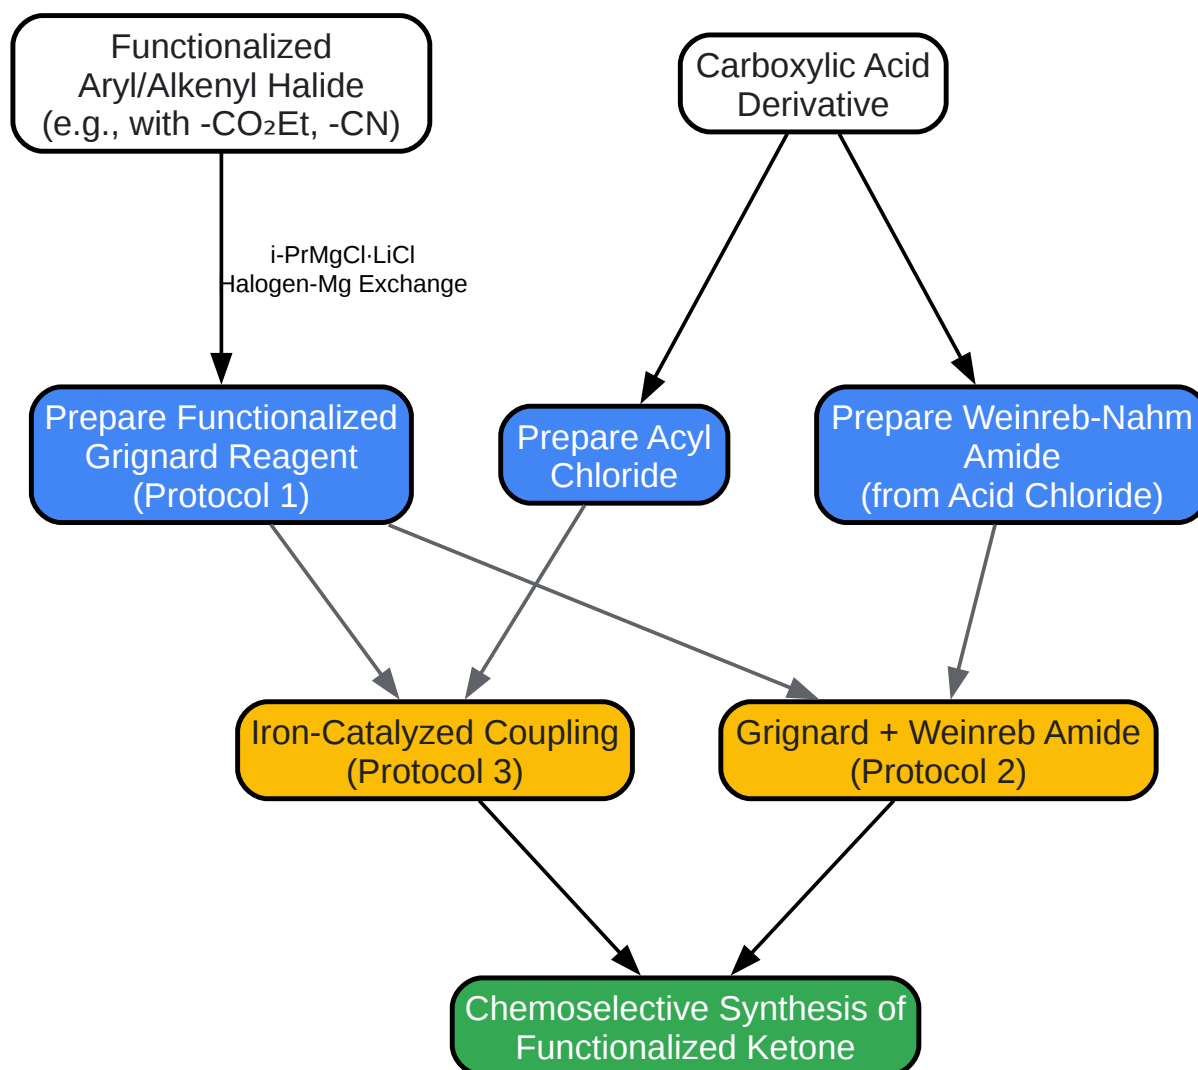 Functionalized
Aryl/Alkenyl Halide
(e.g., with -CO₂Et, -CN)
Carboxylic Acid
Derivative
i-PrMgCl·LiCl
Halogen-Mg Exchange
Prepare Functionalized
Grignard Reagent
(Protocol 1)
Prepare Acyl
Chloride
Prepare Weinreb-Nahm
Amide
(from Acid Chloride)
Iron-Catalyzed Coupling
(Protocol 3)
Grignard + Weinreb Amide
(Protocol 2)
Chemoselective Synthesis of
Functionalized Ketone